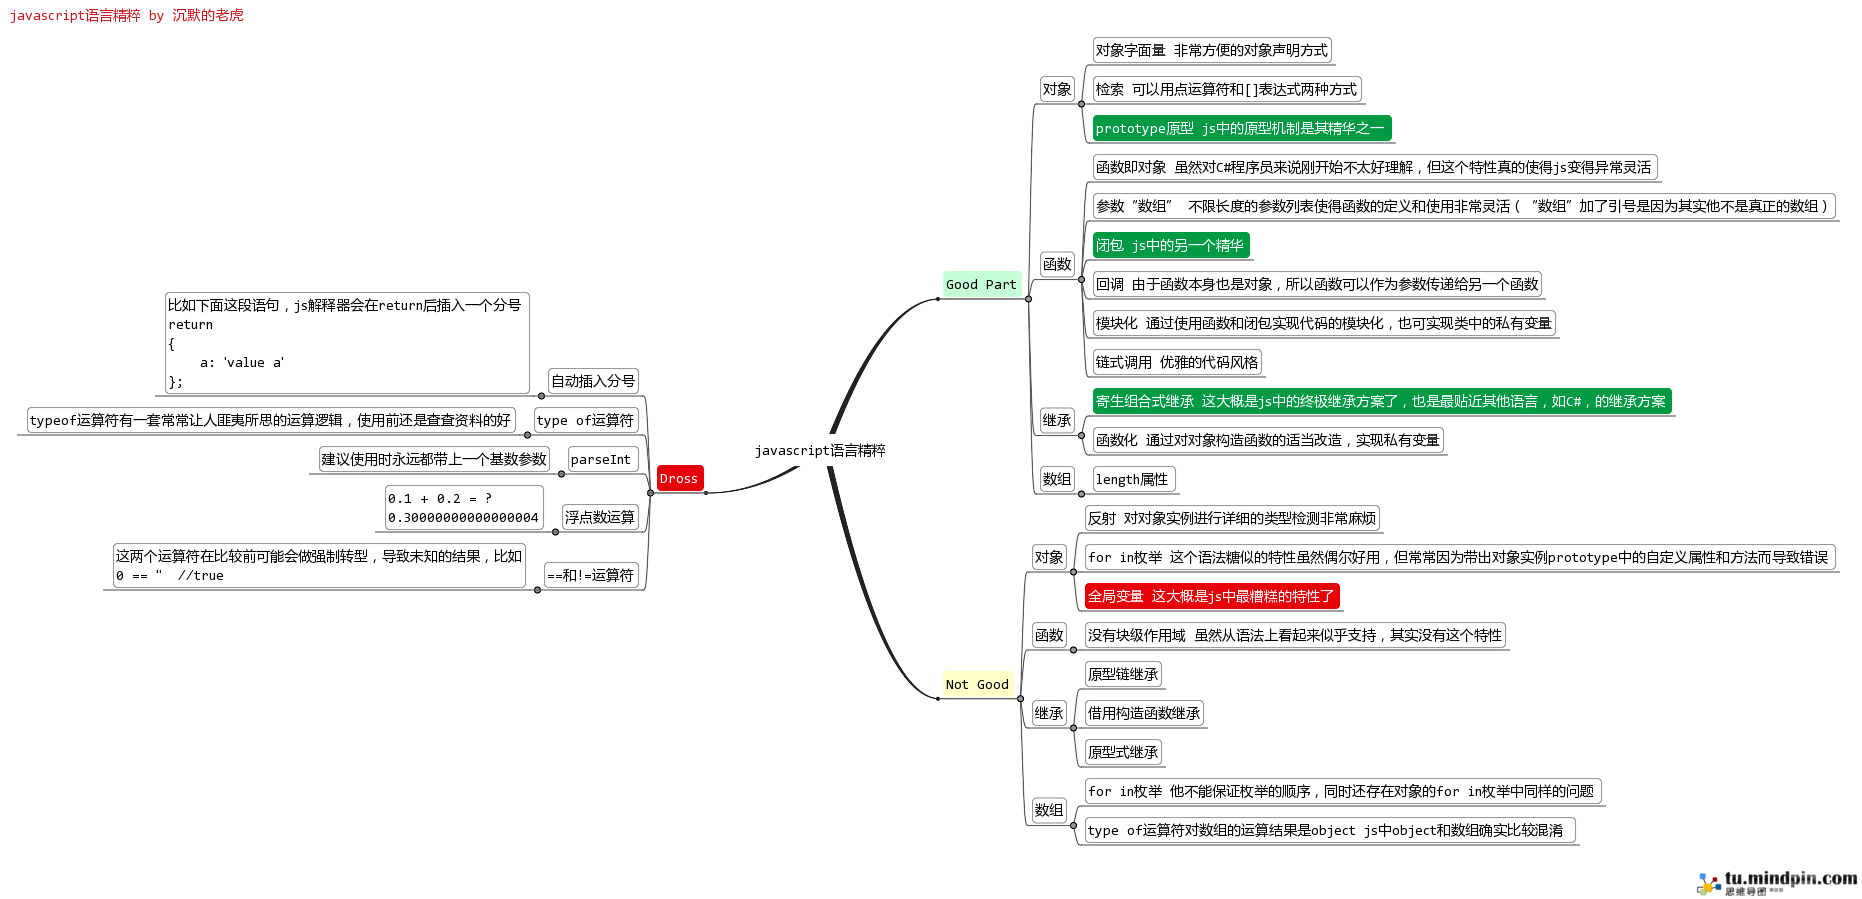 javascript语言精粹 by 沉默的老虎
javascript语言精粹
Good Part
对象
对象字面量 非常方便的对象声明方式
检索 可以用点运算符和[]表达式两种方式
prototype原型 js中的原型机制是其精华之一
函数
函数即对象 虽然对C#程序员来说刚开始不太好理解，但这个特性真的使得js变得异常灵活
参数“数组” 不限长度的参数列表使得函数的定义和使用非常灵活（“数组”加了引号是因为其实他不是真正的数组）
闭包 js中的另一个精华
回调 由于函数本身也是对象，所以函数可以作为参数传递给另一个函数
模块化 通过使用函数和闭包实现代码的模块化，也可实现类中的私有变量
链式调用 优雅的代码风格
继承
寄生组合式继承 这大概是js中的终极继承方案了，也是最贴近其他语言，如C#，的继承方案
函数化 通过对对象构造函数的适当改造，实现私有变量
数组
length属性
Not Good
对象
反射 对对象实例进行详细的类型检测非常麻烦
for in枚举 这个语法糖似的特性虽然偶尔好用，但常常因为带出对象实例prototype中的自定义属性和方法而导致错误
全局变量 这大概是js中最糟糕的特性了
函数
没有块级作用域 虽然从语法上看起来似乎支持，其实没有这个特性
继承
原型链继承
借用构造函数继承
原型式继承
数组
for in枚举 他不能保证枚举的顺序，同时还存在对象的for in枚举中同样的问题
type of运算符对数组的运算结果是object js中object和数组确实比较混淆
Dross
自动插入分号
比如下面这段语句，js解释器会在return后插入一个分号
return
{
    a: 'value a'
};
type of运算符
typeof运算符有一套常常让人匪夷所思的运算逻辑，使用前还是查查资料的好
parseInt
建议使用时永远都带上一个基数参数
浮点数运算
0.1 + 0.2 = ?
0.30000000000000004
==和!=运算符
这两个运算符在比较前可能会做强制转型，导致未知的结果，比如
0 == ''  //true
tu.mindpin.com
思维导图